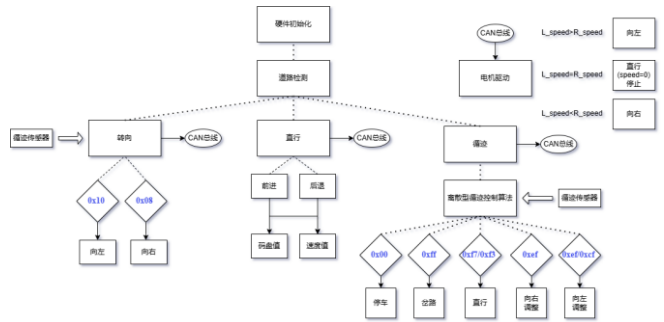 硬件初始化
CAN总线
L_speed>R_speed
向左
道路检测
电机驱动
L_speed=R_speed
直行
(speed=0)
停止
L_speed<R_speed
向右
循迹传感器
转向
CAN总线
直行
CAN总线
循迹
CAN总线
前进
后退
离散型循迹控制算法
循迹传感器
0x10
0x08
码盘值
速度值
向左
向右
0x00
0xff
0xf7/0xf3
0xef
0xef/0xcf
停车
岔路
直行
向右
调整
向左
调整